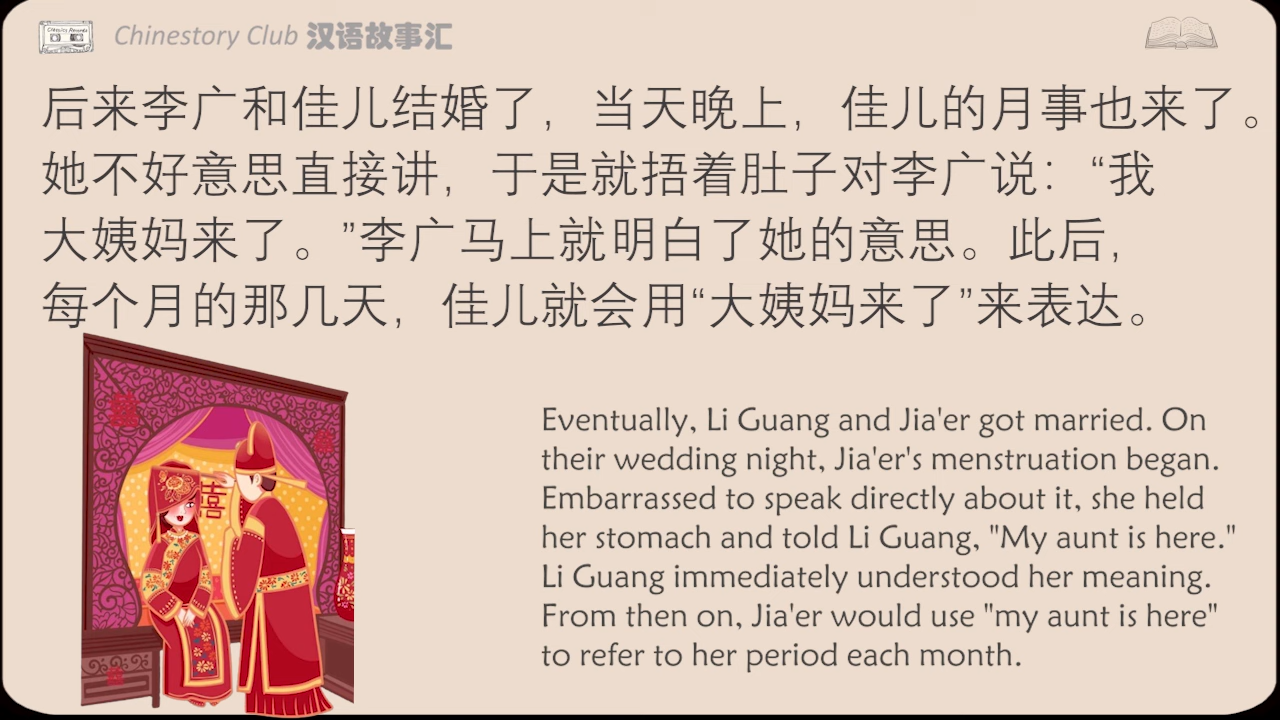 Chinestory Club 汉语故事汇
后来李广和佳儿结婚了，当天晚上，佳儿的月事也来了。
她不好意思直接讲，于是就捂着肚子对李广说：“我
大姨妈来了。”李广马上就明白了她的意思。此后，
每个月的那几天，佳儿就会用“大姨妈来了”来表达。
囍
Eventually, Li Guang and Jia'er got married. On
their wedding night, Jia'er's menstruation began.
Embarrassed to speak directly about it, she held
her stomach and told Li Guang, "My aunt is here."
Li Guang immediately understood her meaning.
From then on, Jia'er would use "my aunt is here"
to refer to her period each month.